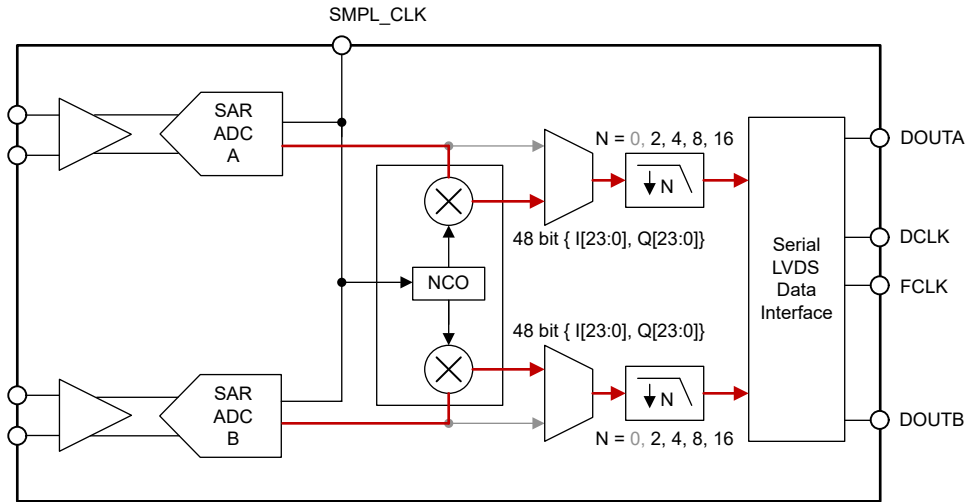 SMPL_CLK
SAR
ADC
A
N = 0, 2, 4, 8, 16
N
DOUTA
48 bit { I[23:0], Q[23:0]}
NCO
Serial
LVDS
Data
Interface
DCLK
FCLK
48 bit { I[23:0], Q[23:0]}
SAR
ADC
B
N
N = 0, 2, 4, 8, 16
DOUTB